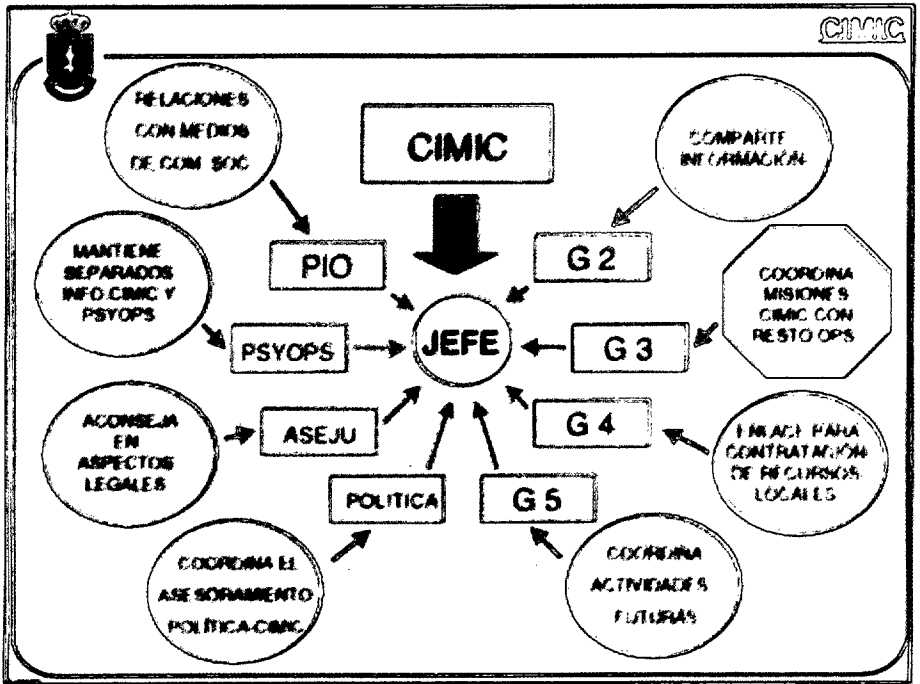 CIMIC
RELACIONES
CON MEDIOS
DE COM. SOC
CIMIC
COMPARTE
INFORMACIÓN
PIO
G 2
MANTIENE
SEPARADOS
INFO.CIMIC Y
PSYOPS
COORDINA
MISIONES
CIMIC CON
RESTO OPS
PSYOPS
JEFE
G 3
ACONSEJA
EN
ASPECTOS
LEGALES
ASEJU
G 4
ENLACE PARA
CONTRATACIÓN
DE RECURSOS
LOCALES
POLITICA
G 5
COORDINA EL
ASESORAMIENTO
POLÍTICA-CIMIC
COORDINA
ACTIVIDADES
FUTURAS